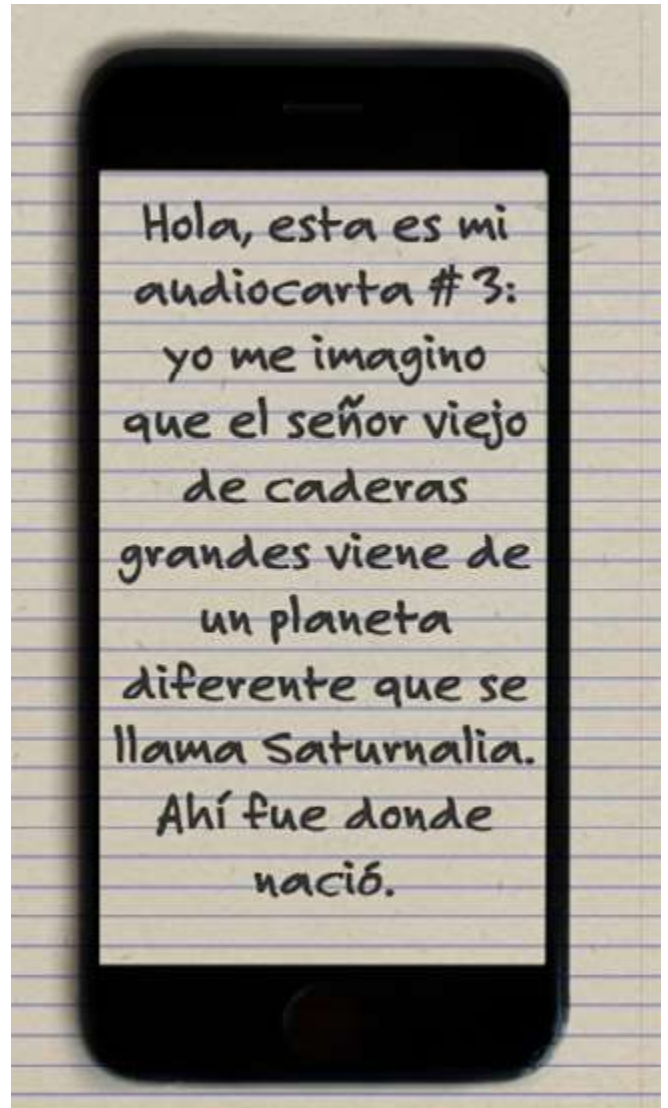 Hola, esta es mi
audiocarta #3:
yo me imagino
que el señor viejo
de caderas
grandes viene de
un planeta
diferente que se
llama Saturnalia.
Ahí fue donde
nació.